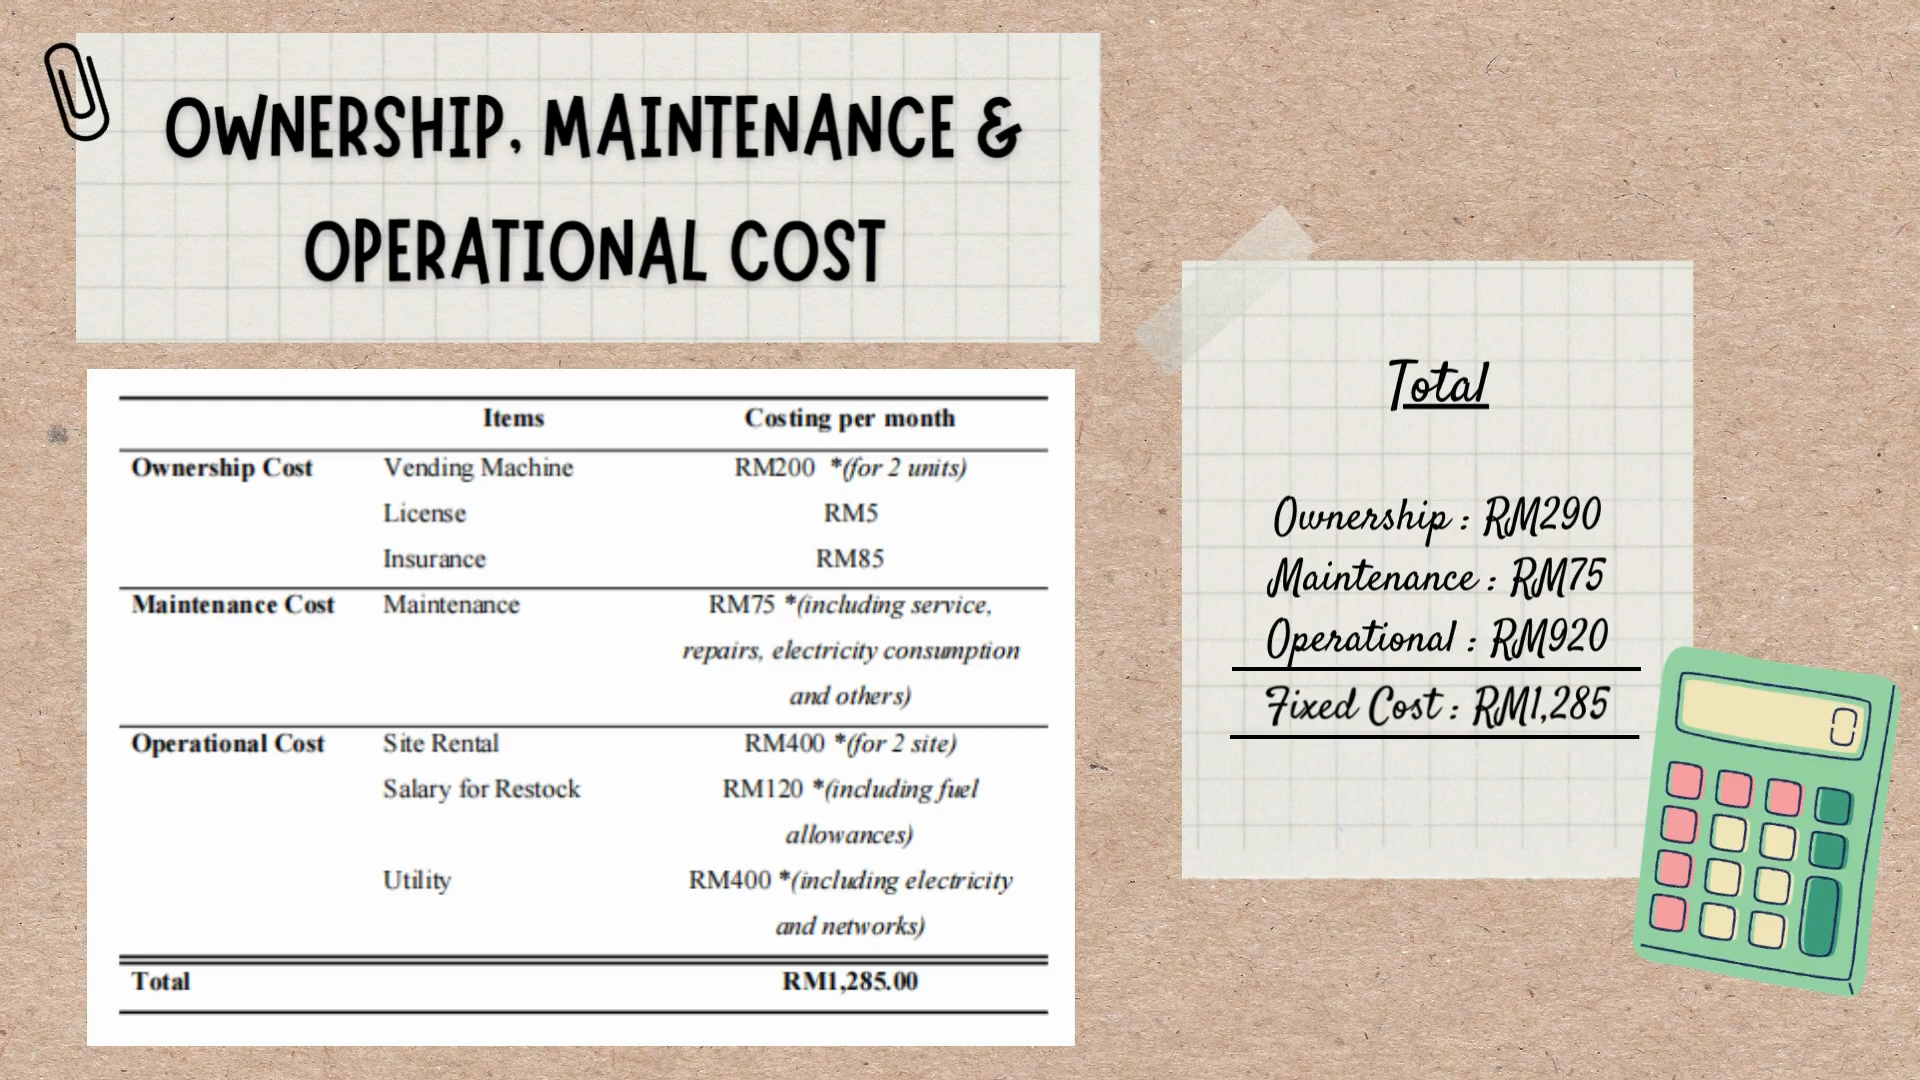 OWNERSHIP, MAINTENANCE &
OPERATIONAL COST
Items Costing per month
Ownership Cost Vending Machine RM200 *(for 2 units)
License RM5
Insurance RM85
Maintenance Cost Maintenance RM75 *(including service,
repairs, electricity consumption
and others)
Operational Cost Site Rental RM400 *(for 2 site)
Salary for Restock RM120 *(including fuel
allowances)
Utility RM400 *(including electricity
and networks)
Total RM1,285.00
Total
Ownership : RM290
Maintenance : RM75
Operational : RM920
Fixed Cost : RM1,285
0